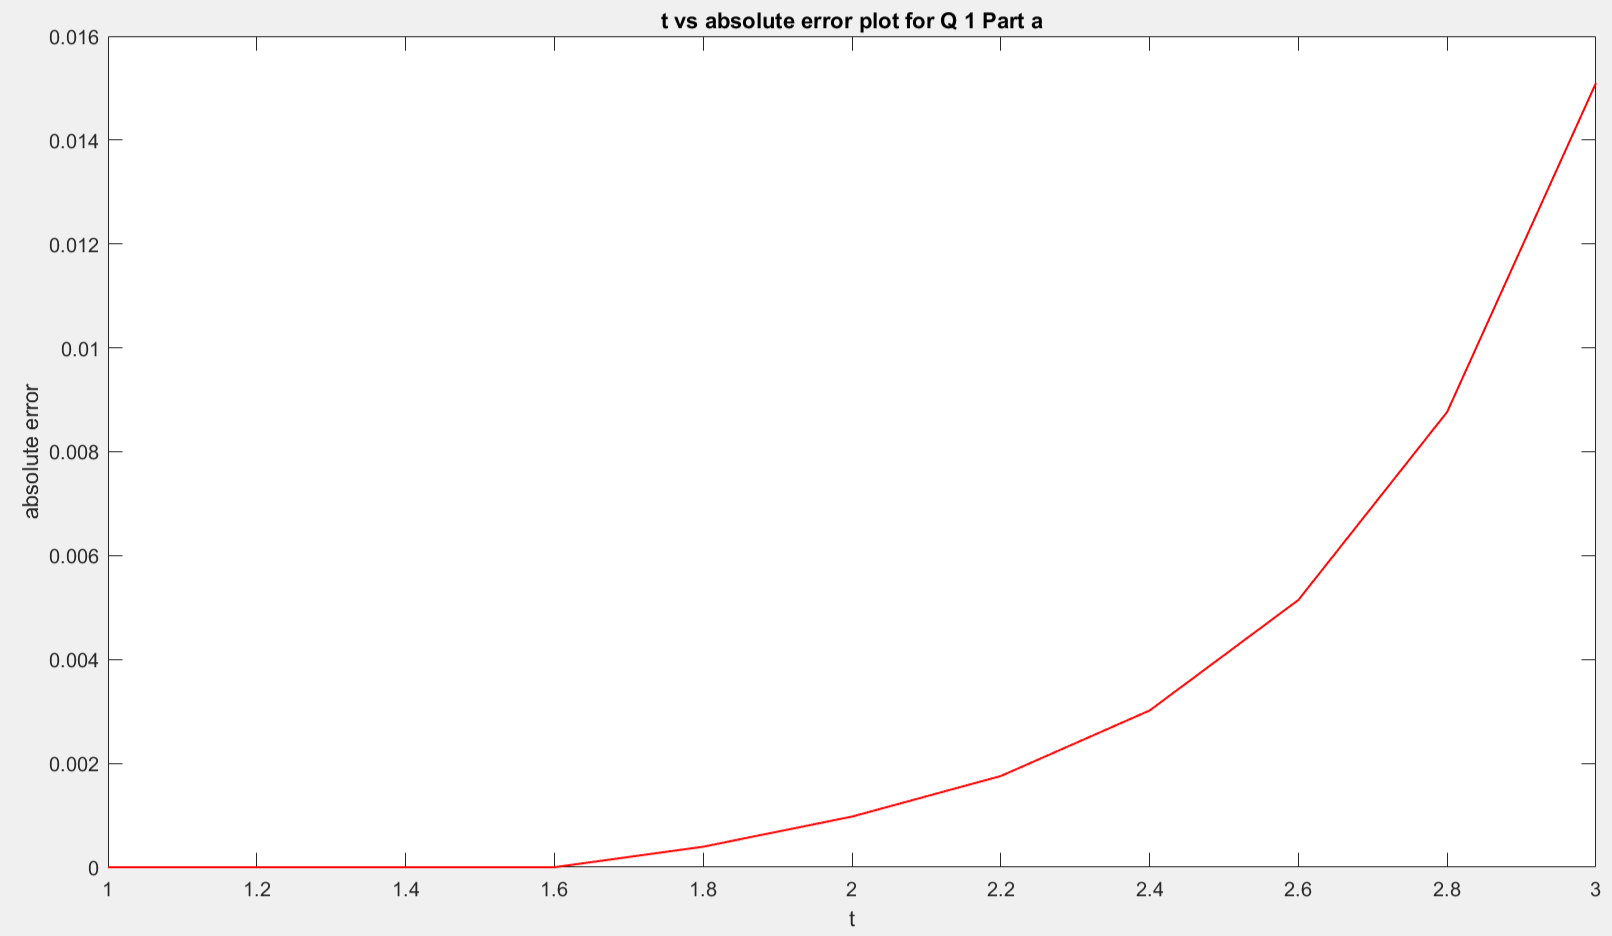 t vs absolute error plot for Q 1 Part a
0.016
0.014
0.012
0.01
0.008
0.006
0.004
0.002
0
absolute error
1 1.2 1.4 1.6 1.8 2 2.2 2.4 2.6 2.8 3
t